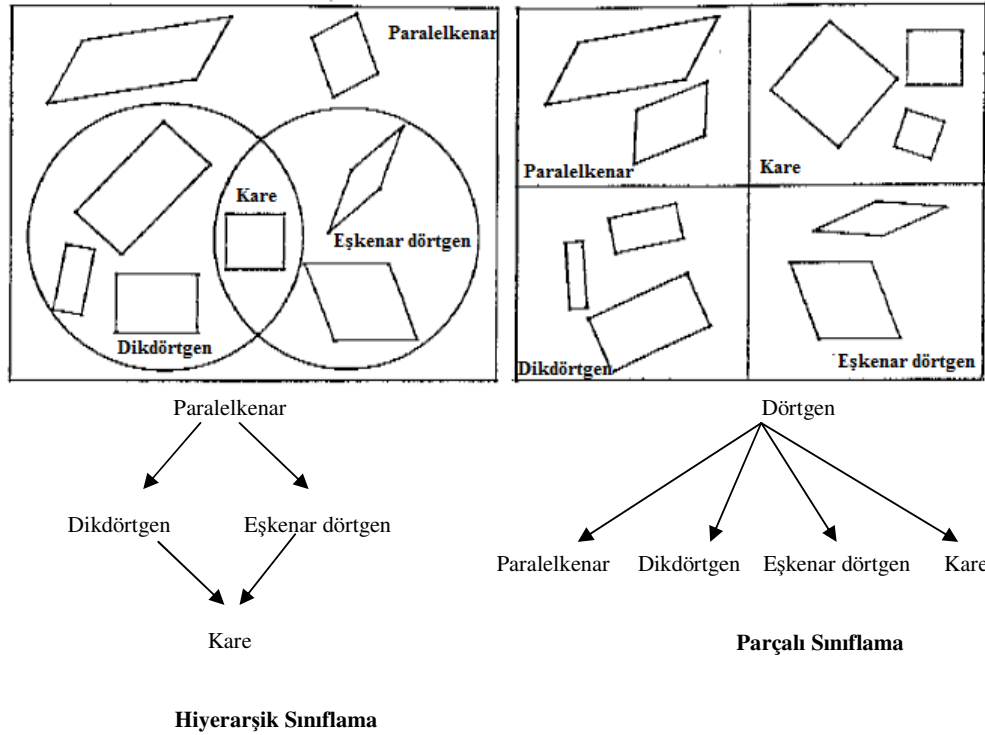 Paralelkenar
Kare
Eşkenar dörtgen
Dikdörtgen
Paralelkenar
Kare
Dikdörtgen
Eşkenar dörtgen
Paralelkenar
Dikdörtgen
Eşkenar dörtgen
Kare
Hiyerarşik Sınıflama
Dörtgen
Paralelkenar
Dikdörtgen
Eşkenar dörtgen
Kare
Parçalı Sınıflama